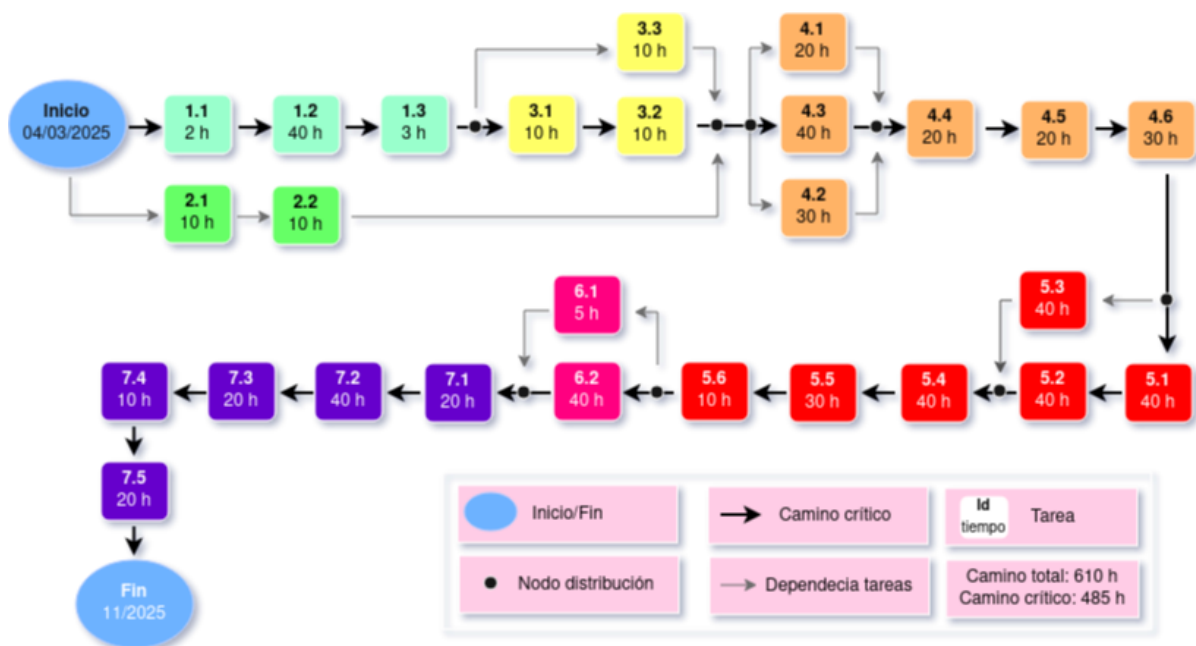 3.3
10 h
4.1
20 h
Inicio
04/03/2025
1.1
2 h
1.2
40 h
1.3
3 h
3.1
10 h
3.2
10 h
4.3
40 h
4.4
20 h
4.5
20 h
4.6
30 h
2.1
10 h
2.2
10 h
4.2
30 h
6.1
5 h
5.3
40 h
7.4
10 h
7.3
20 h
7.2
40 h
7.1
20 h
6.2
40 h
5.6
10 h
5.5
30 h
5.4
40 h
5.2
40 h
5.1
40 h
7.5
20 h
Fin
11/2025
Inicio/Fin
Camino crítico
Id
tiempo
Tarea
Nodo distribución
Dependecia tareas
Camino total: 610 h
Camino crítico: 485 h